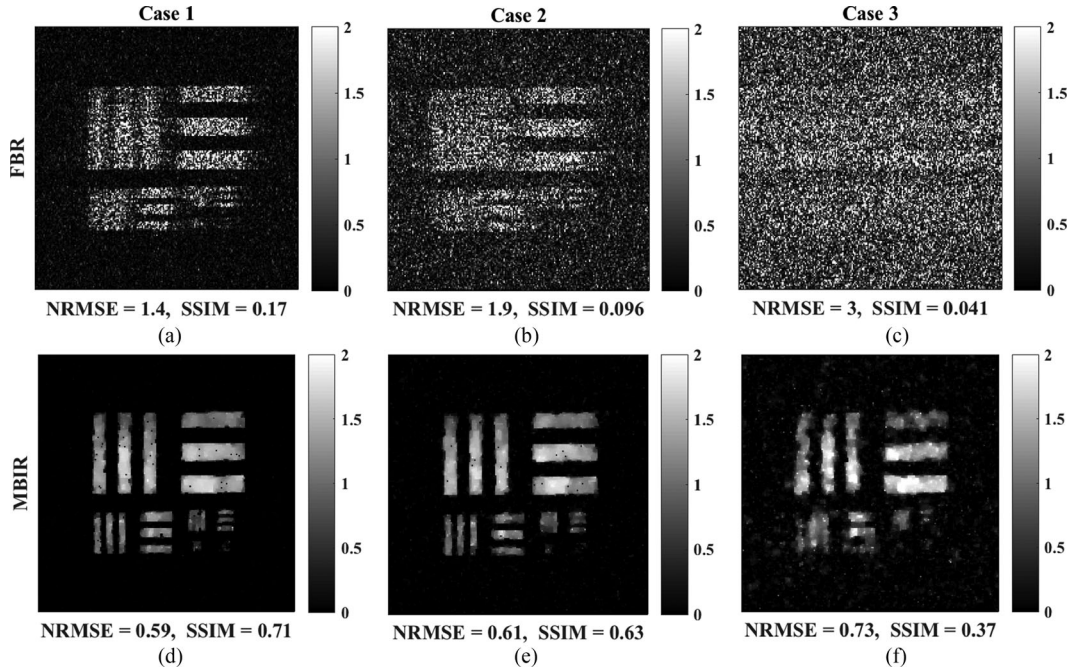 Case 1
Case 2
Case 3
FBR
2
1.5
1
0.5
0
2
1.5
1
0.5
0
2
1.5
1
0.5
0
NRMSE = 1.4, SSIM = 0.17
NRMSE = 1.9, SSIM = 0.096
NRMSE = 3, SSIM = 0.041
(a)
(b)
(c)
MBIR
2
1.5
1
0.5
0
2
1.5
1
0.5
0
2
1.5
1
0.5
0
NRMSE = 0.59, SSIM = 0.71
NRMSE = 0.61, SSIM = 0.63
NRMSE = 0.73, SSIM = 0.37
(d)
(e)
(f)